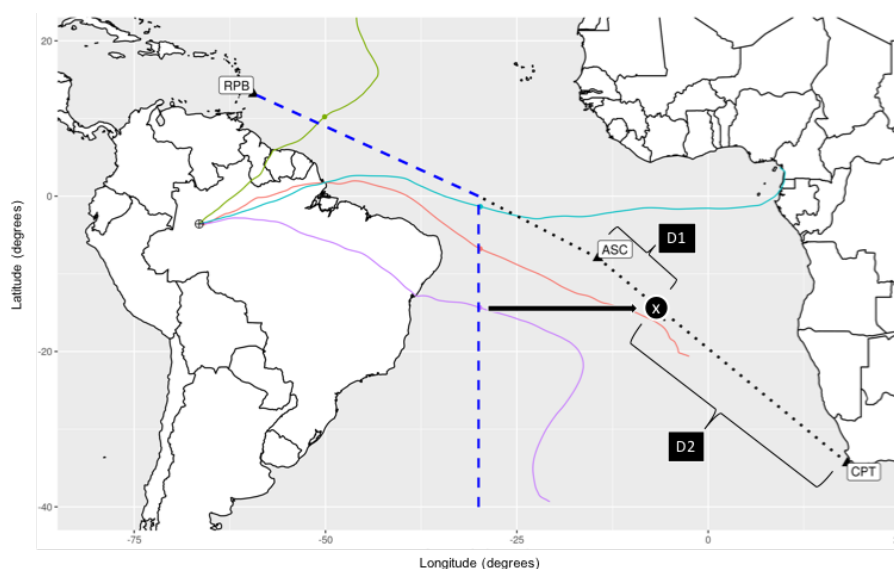 20
RPB
0
ASC
D1
X
-20
D2
CPT
-40
-75
-50
-25
0
Latitude (degrees)
Longitude (degrees)